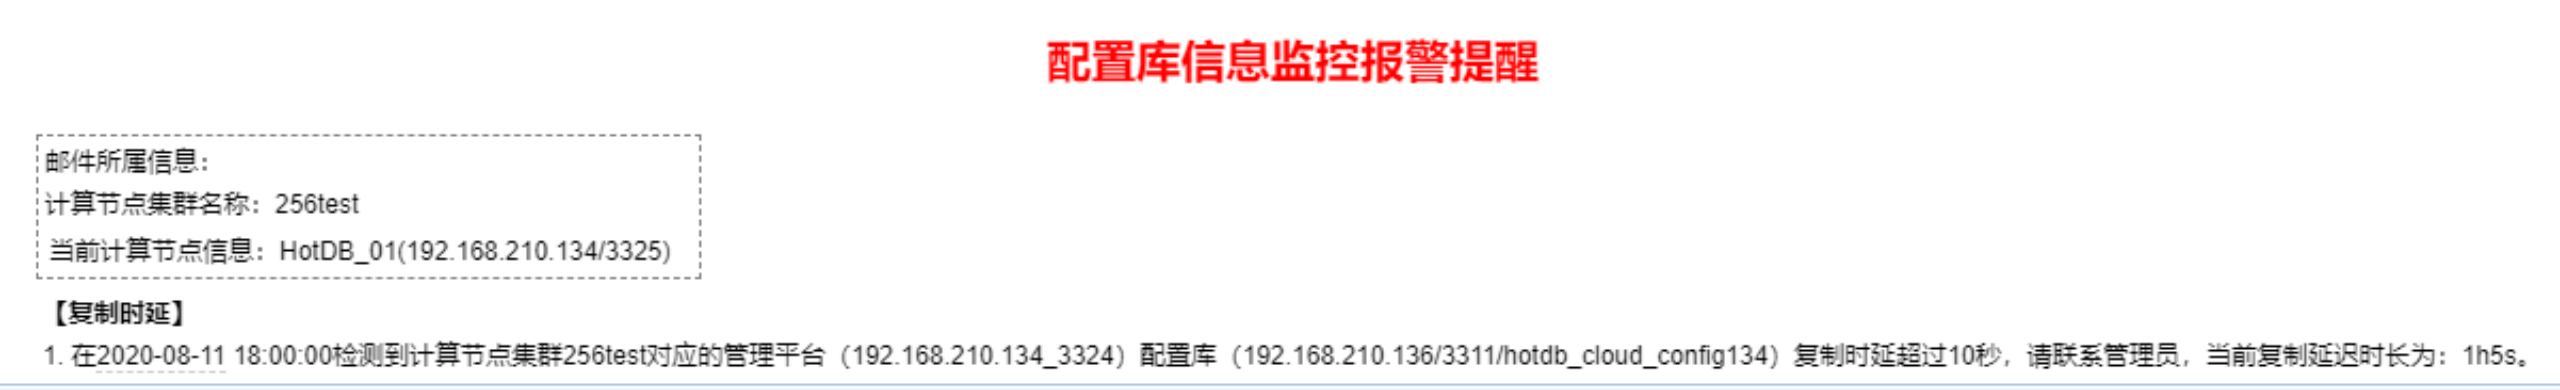 配置库信息监控报警提醒
邮件所属信息：
计算节点集群名称：256test
当前计算节点信息：HotDB_01(192.168.210.134/3325)
【复制时延】
1. 在2020-08-11 18:00:00检测到计算节点集群256test对应的管理平台（192.168.210.134_3324）配置库（192.168.210.136/3311/hotdb_cloud_config134）复制时延超过10秒，请联系管理员，当前复制延迟时长为：1h5s。